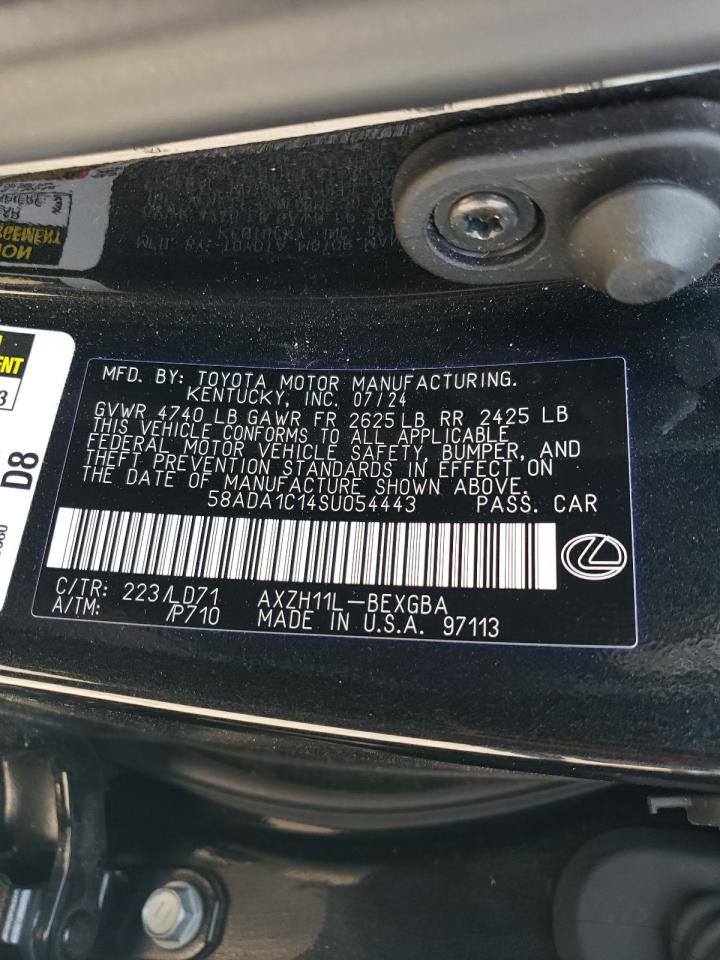 MFD. BY: TOYOTA MOTOR MANUFACTURING.
KENTUCKY, INC. 07/24
GVWR 4740 LB GAWR FR 2625 LB RR 2425 LB
THIS VEHICLE CONFORMS TO ALL APPLICABLE
FEDERAL MOTOR VEHICLE SAFETY, BUMPER, AND
THEFT PREVENTION STANDARDS IN EFFECT ON
THE DATE OF MANUFACTURE SHOWN ABOVE.
58ADA1C14SU054443 PASS. CAR
C/TR: 223/LD71 AXZH11L-BEXGBA
A/TM: /P710 MADE IN U.S.A. 97113
D8